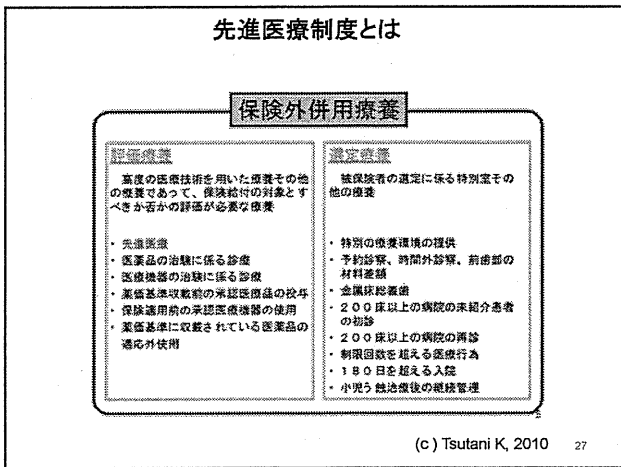 先進医療制度とは
保険外併用療養
評価療養
高度の医療技術を用いた療養その他
の療養であって、保険給付の対象とす
べきか否かの評価が必要な療養
・ 先進医療
・ 医薬品の治験に係る診療
・ 医療機器の治験に係る診療
・ 薬価基準収載前の承認医薬品の投与
・ 保険適用前の承認医療機器の使用
・ 薬価基準に収載されている医薬品の
適応外使用
選定療養
被保険者の選定に係る特別室その
他の療養
・ 特別の療養環境の提供
・ 予約診察、時間外診察、前歯部の
材料差額
・ 金属床総義歯
・ 200床以上の病院の未紹介患者
の初診
・ 200床以上の病院の再診
・ 制限回数を超える医療行為
・ 180日を超える入院
・ 小児う蝕治療後の継続管理
(c) Tsutani K, 2010 27